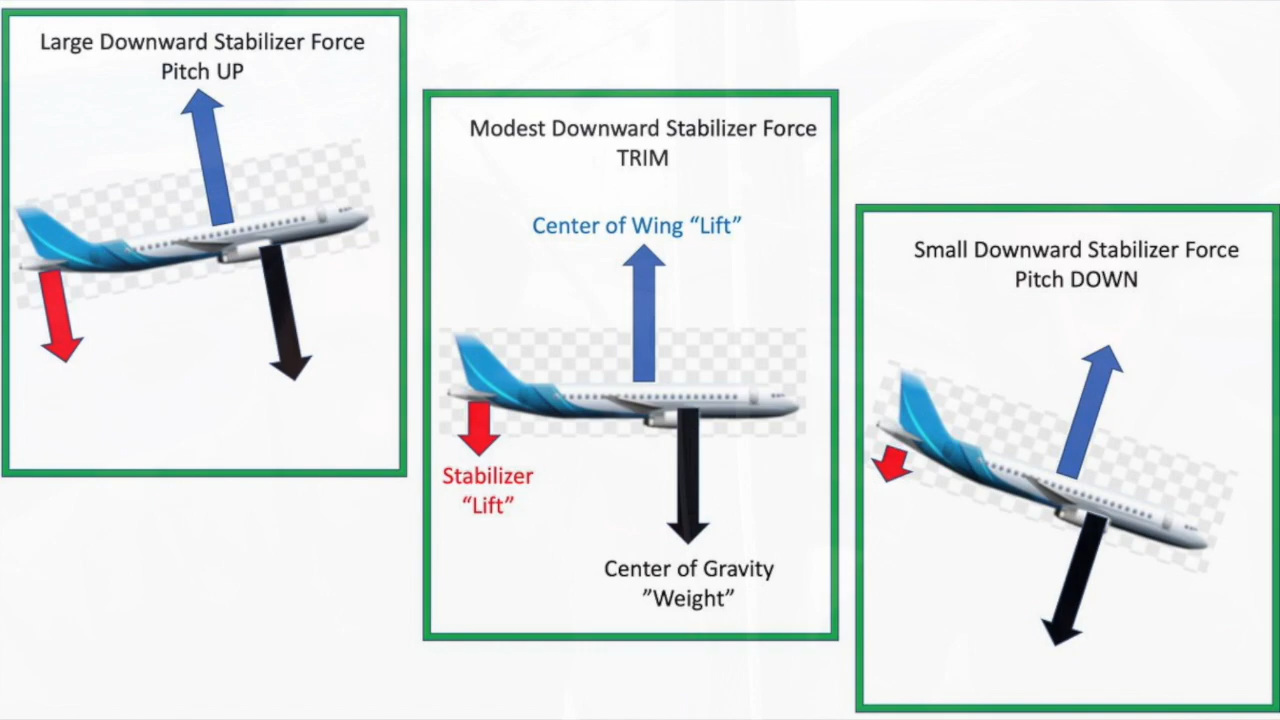 Large Downward Stabilizer Force
Pitch UP
Modest Downward Stabilizer Force
TRIM
Center of Wing “Lift”
Stabilizer
“Lift”
Center of Gravity
”Weight”
Small Downward Stabilizer Force
Pitch DOWN